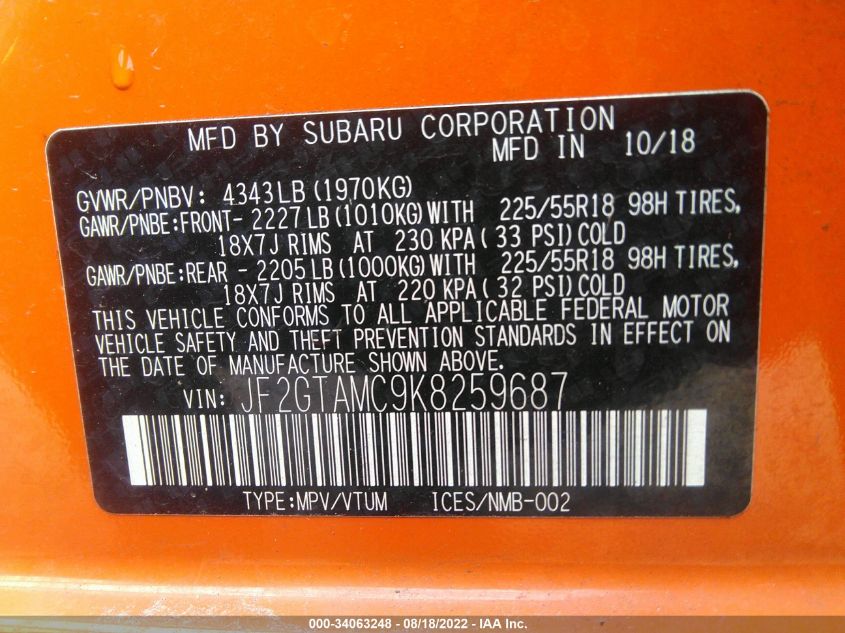 MFD BY SUBARU CORPORATION
MFD IN 10/18
GVWR/PNBV: 4343LB (1970KG)
GAWR/PNBE:FRONT- 2227LB(1010KG)WITH 225/55R18 98H TIRES,
18X7J RIMS AT 230 KPA( 33 PSI)COLD
GAWR/PNBE:REAR - 2205LB(1000KG)WITH 225/55R18 98H TIRES,
18X7J RIMS AT 220 KPA( 32 PSI)COLD
THIS VEHICLE CONFORMS TO ALL APPLICABLE FEDERAL MOTOR
VEHICLE SAFETY AND THEFT PREVENTION STANDARDS IN EFFECT ON
THE DATE OF MANUFACTURE SHOWN ABOVE.
VIN: JF2GTAMC9K8259687
TYPE:MPV/VTUM ICES/NMB-002
000-34063248 - 08/18/2022 - IAA Inc.